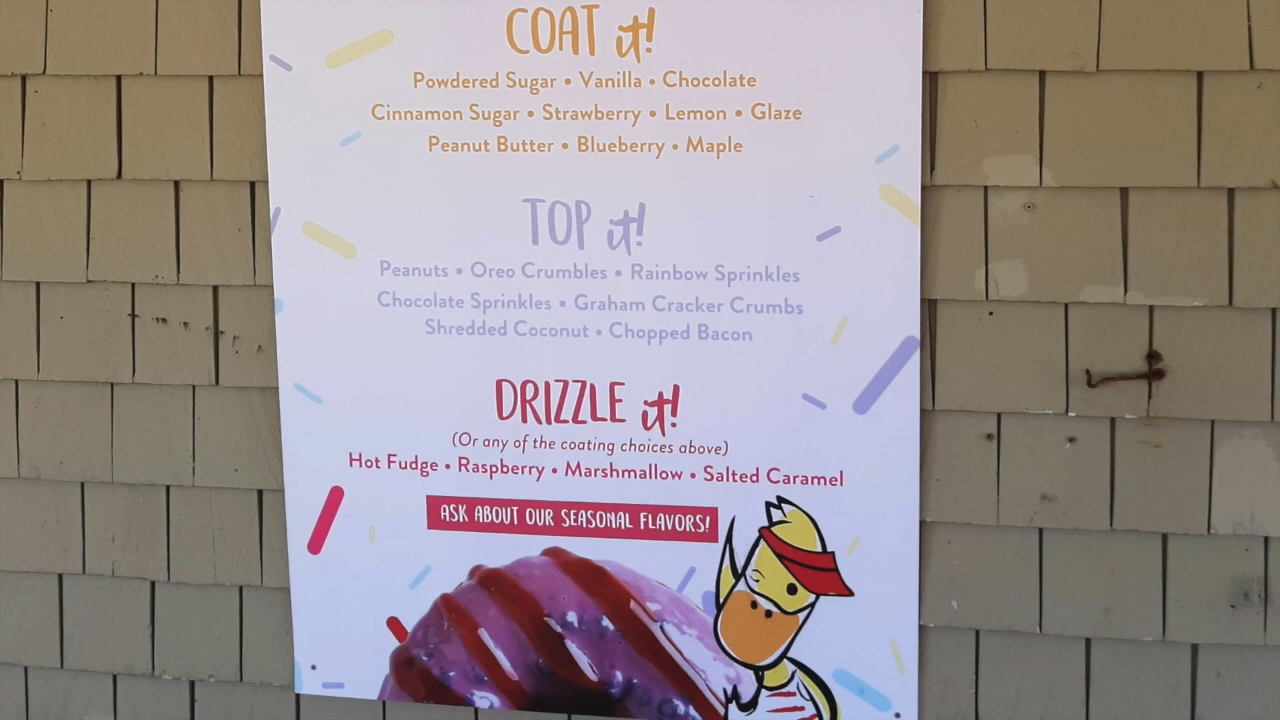 COAT it!
Powdered Sugar • Vanilla • Chocolate
Cinnamon Sugar • Strawberry • Lemon • Glaze
Peanut Butter • Blueberry • Maple
TOP it!
Peanuts • Oreo Crumbles • Rainbow Sprinkles
Chocolate Sprinkles • Graham Cracker Crumbs
Shredded Coconut • Chopped Bacon
DRIZZLE it!
(Or any of the coating choices above)
Hot Fudge • Raspberry • Marshmallow • Salted Caramel
ASK ABOUT OUR SEASONAL FLAVORS!